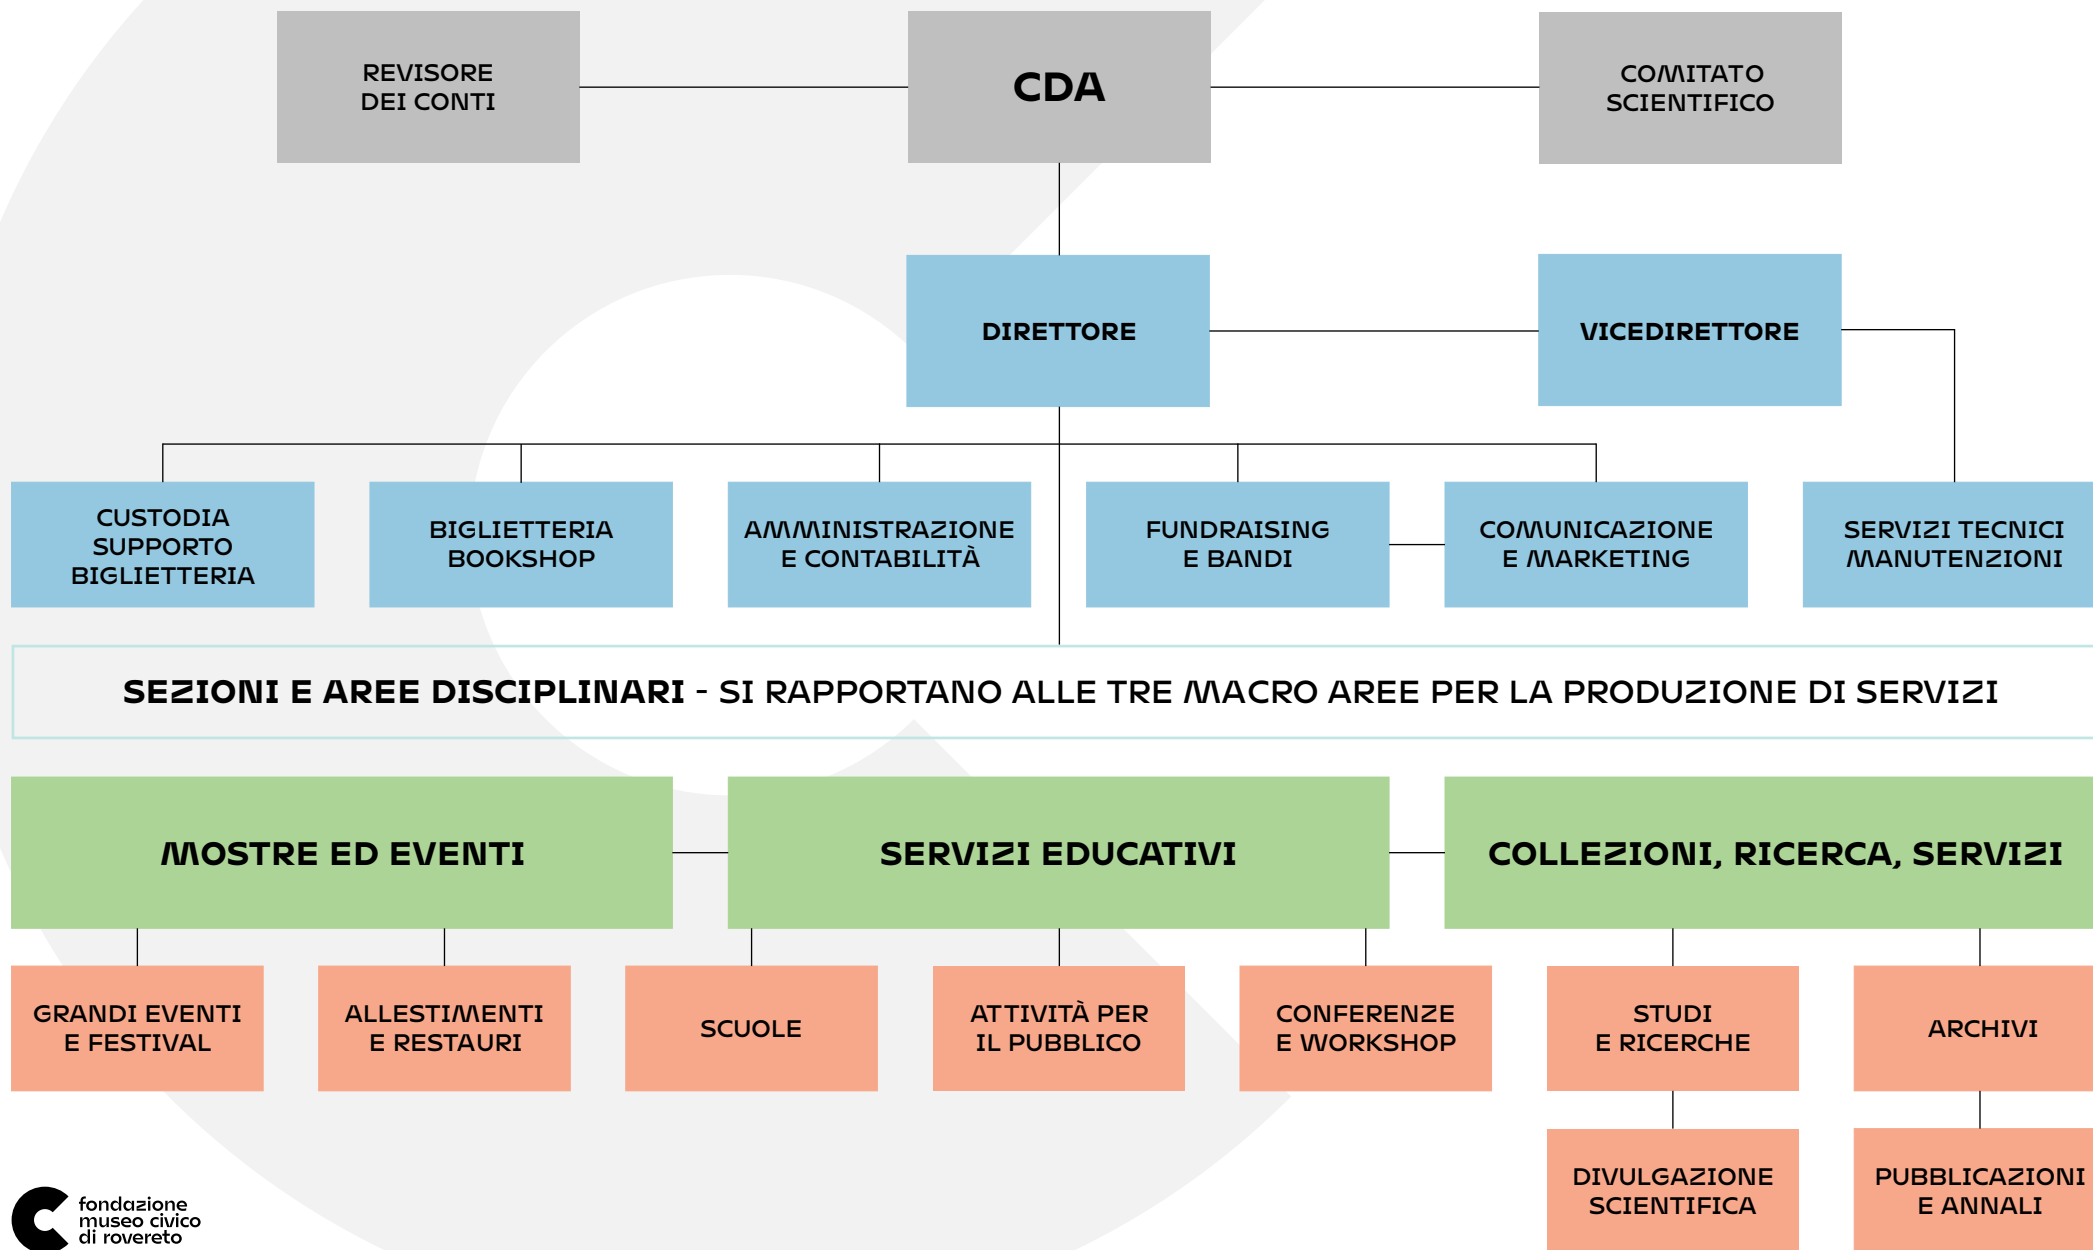 REVISORE
DEI CONTI
CDA
COMITATO
SCIENTIFICO
DIRETTORE
VICEDIRETTORE
CUSTODIA
SUPPORTO
BIGLIETTERIA
BIGLIETTERIA
BOOKSHOP
AMMINISTRAZIONE
E CONTABILITÀ
FUNDRAISING
E BANDI
COMUNICAZIONE
E MARKETING
SERVIZI TECNICI
MANUTENZIONI
SEZIONI E AREE DISCIPLINARI - SI RAPPORTANO ALLE TRE MACRO AREE PER LA PRODUZIONE DI SERVIZI
MOSTRE ED EVENTI
SERVIZI EDUCATIVI
COLLEZIONI, RICERCA, SERVIZI
GRANDI EVENTI
E FESTIVAL
ALLESTIMENTI
E RESTAURI
SCUOLE
ATTIVITÀ PER
IL PUBBLICO
CONFERENZE
E WORKSHOP
STUDI
E RICERCHE
ARCHIVI
DIVULGAZIONE
SCIENTIFICA
PUBBLICAZIONI
E ANNALI
fondazione
museo civico
di rovereto